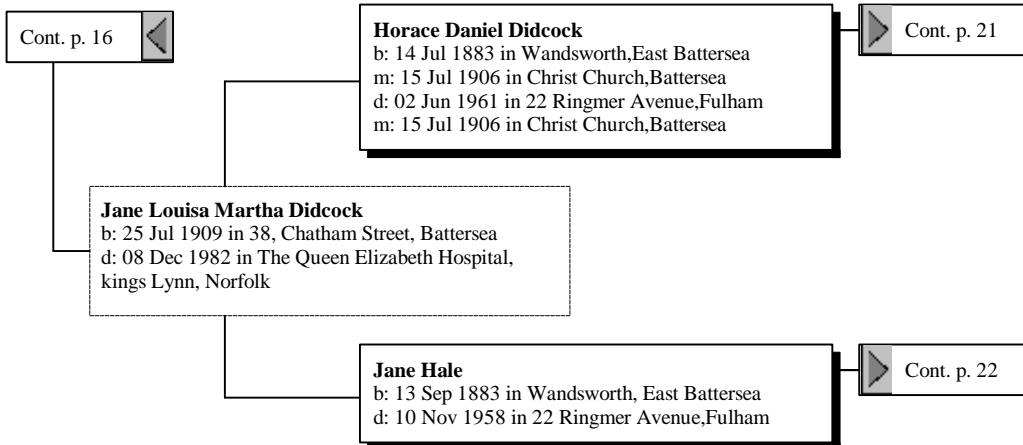 Cont. p. 16
Horace Daniel Didcock
b: 14 Jul 1883 in Wandsworth,East Battersea
m: 15 Jul 1906 in Christ Church,Battersea
d: 02 Jun 1961 in 22 Ringmer Avenue,Fulham
m: 15 Jul 1906 in Christ Church,Battersea
Cont. p. 21
Jane Louisa Martha Didcock
b: 25 Jul 1909 in 38, Chatham Street, Battersea
d: 08 Dec 1982 in The Queen Elizabeth Hospital,
kings Lynn, Norfolk
Jane Hale
b: 13 Sep 1883 in Wandsworth, East Battersea
d: 10 Nov 1958 in 22 Ringmer Avenue,Fulham
Cont. p. 22